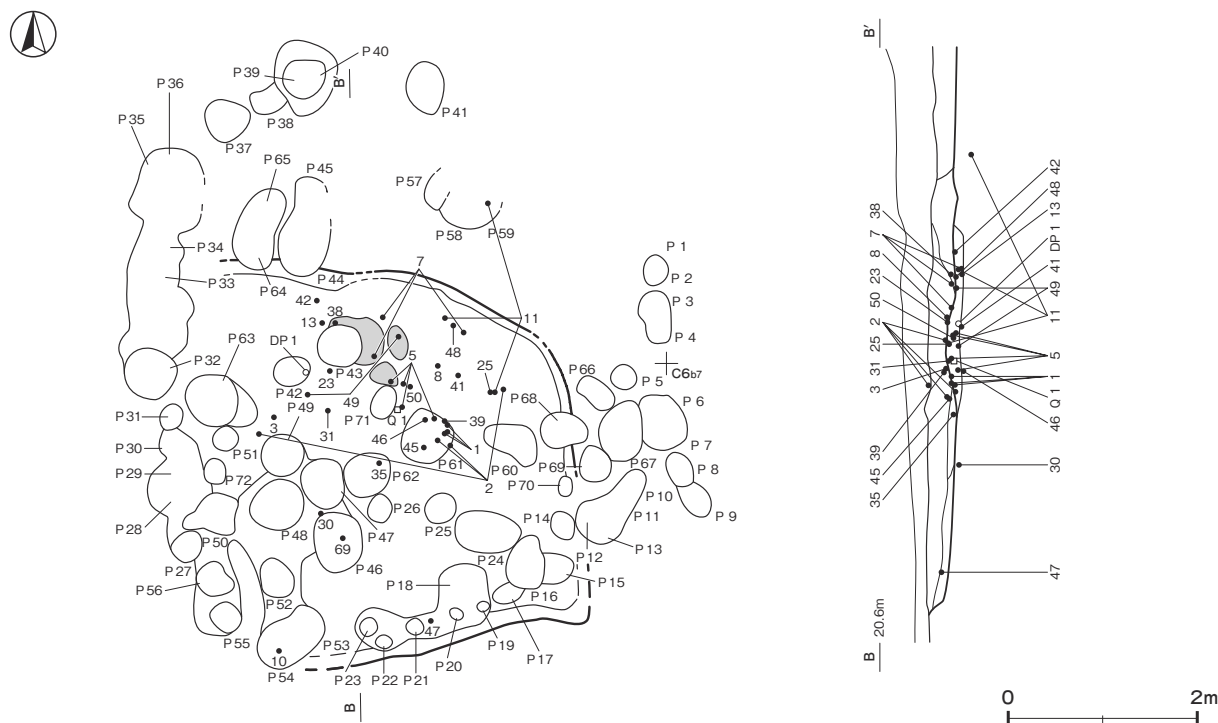 P40
P39
B′
P36
P38
P41
P35
P37
P65
P45
P57
P34
P58
P59
P1
P33
P64
P44
P2
7
P3
42
11
38
13
48
P4
P63
DP1
P32
P43
5
25
8
P66
C6b7
23
41
P5
P42
49
50
P68
P6
P31
P49
P71
Q1
39
3
31
46
1
P30
P51
45
P61
P60
P67
P7
P29
35
P62
P69
2
P8
P72
P70
P10
P26
P14
P11
P9
P28
30
P48
P47
P25
P50
69
P12
P13
P27
P24
P46
P18
P15
P56
P16
P52
P55
P53
47
P19
P17
10
P20
P54
P23
P22
P21
B
B′
42
48
13
DP1
41
49
11
5
1
Q1
46
30
47
38
7
8
23
50
2
25
31
3
39
45
35
B
20.6m
0
2m